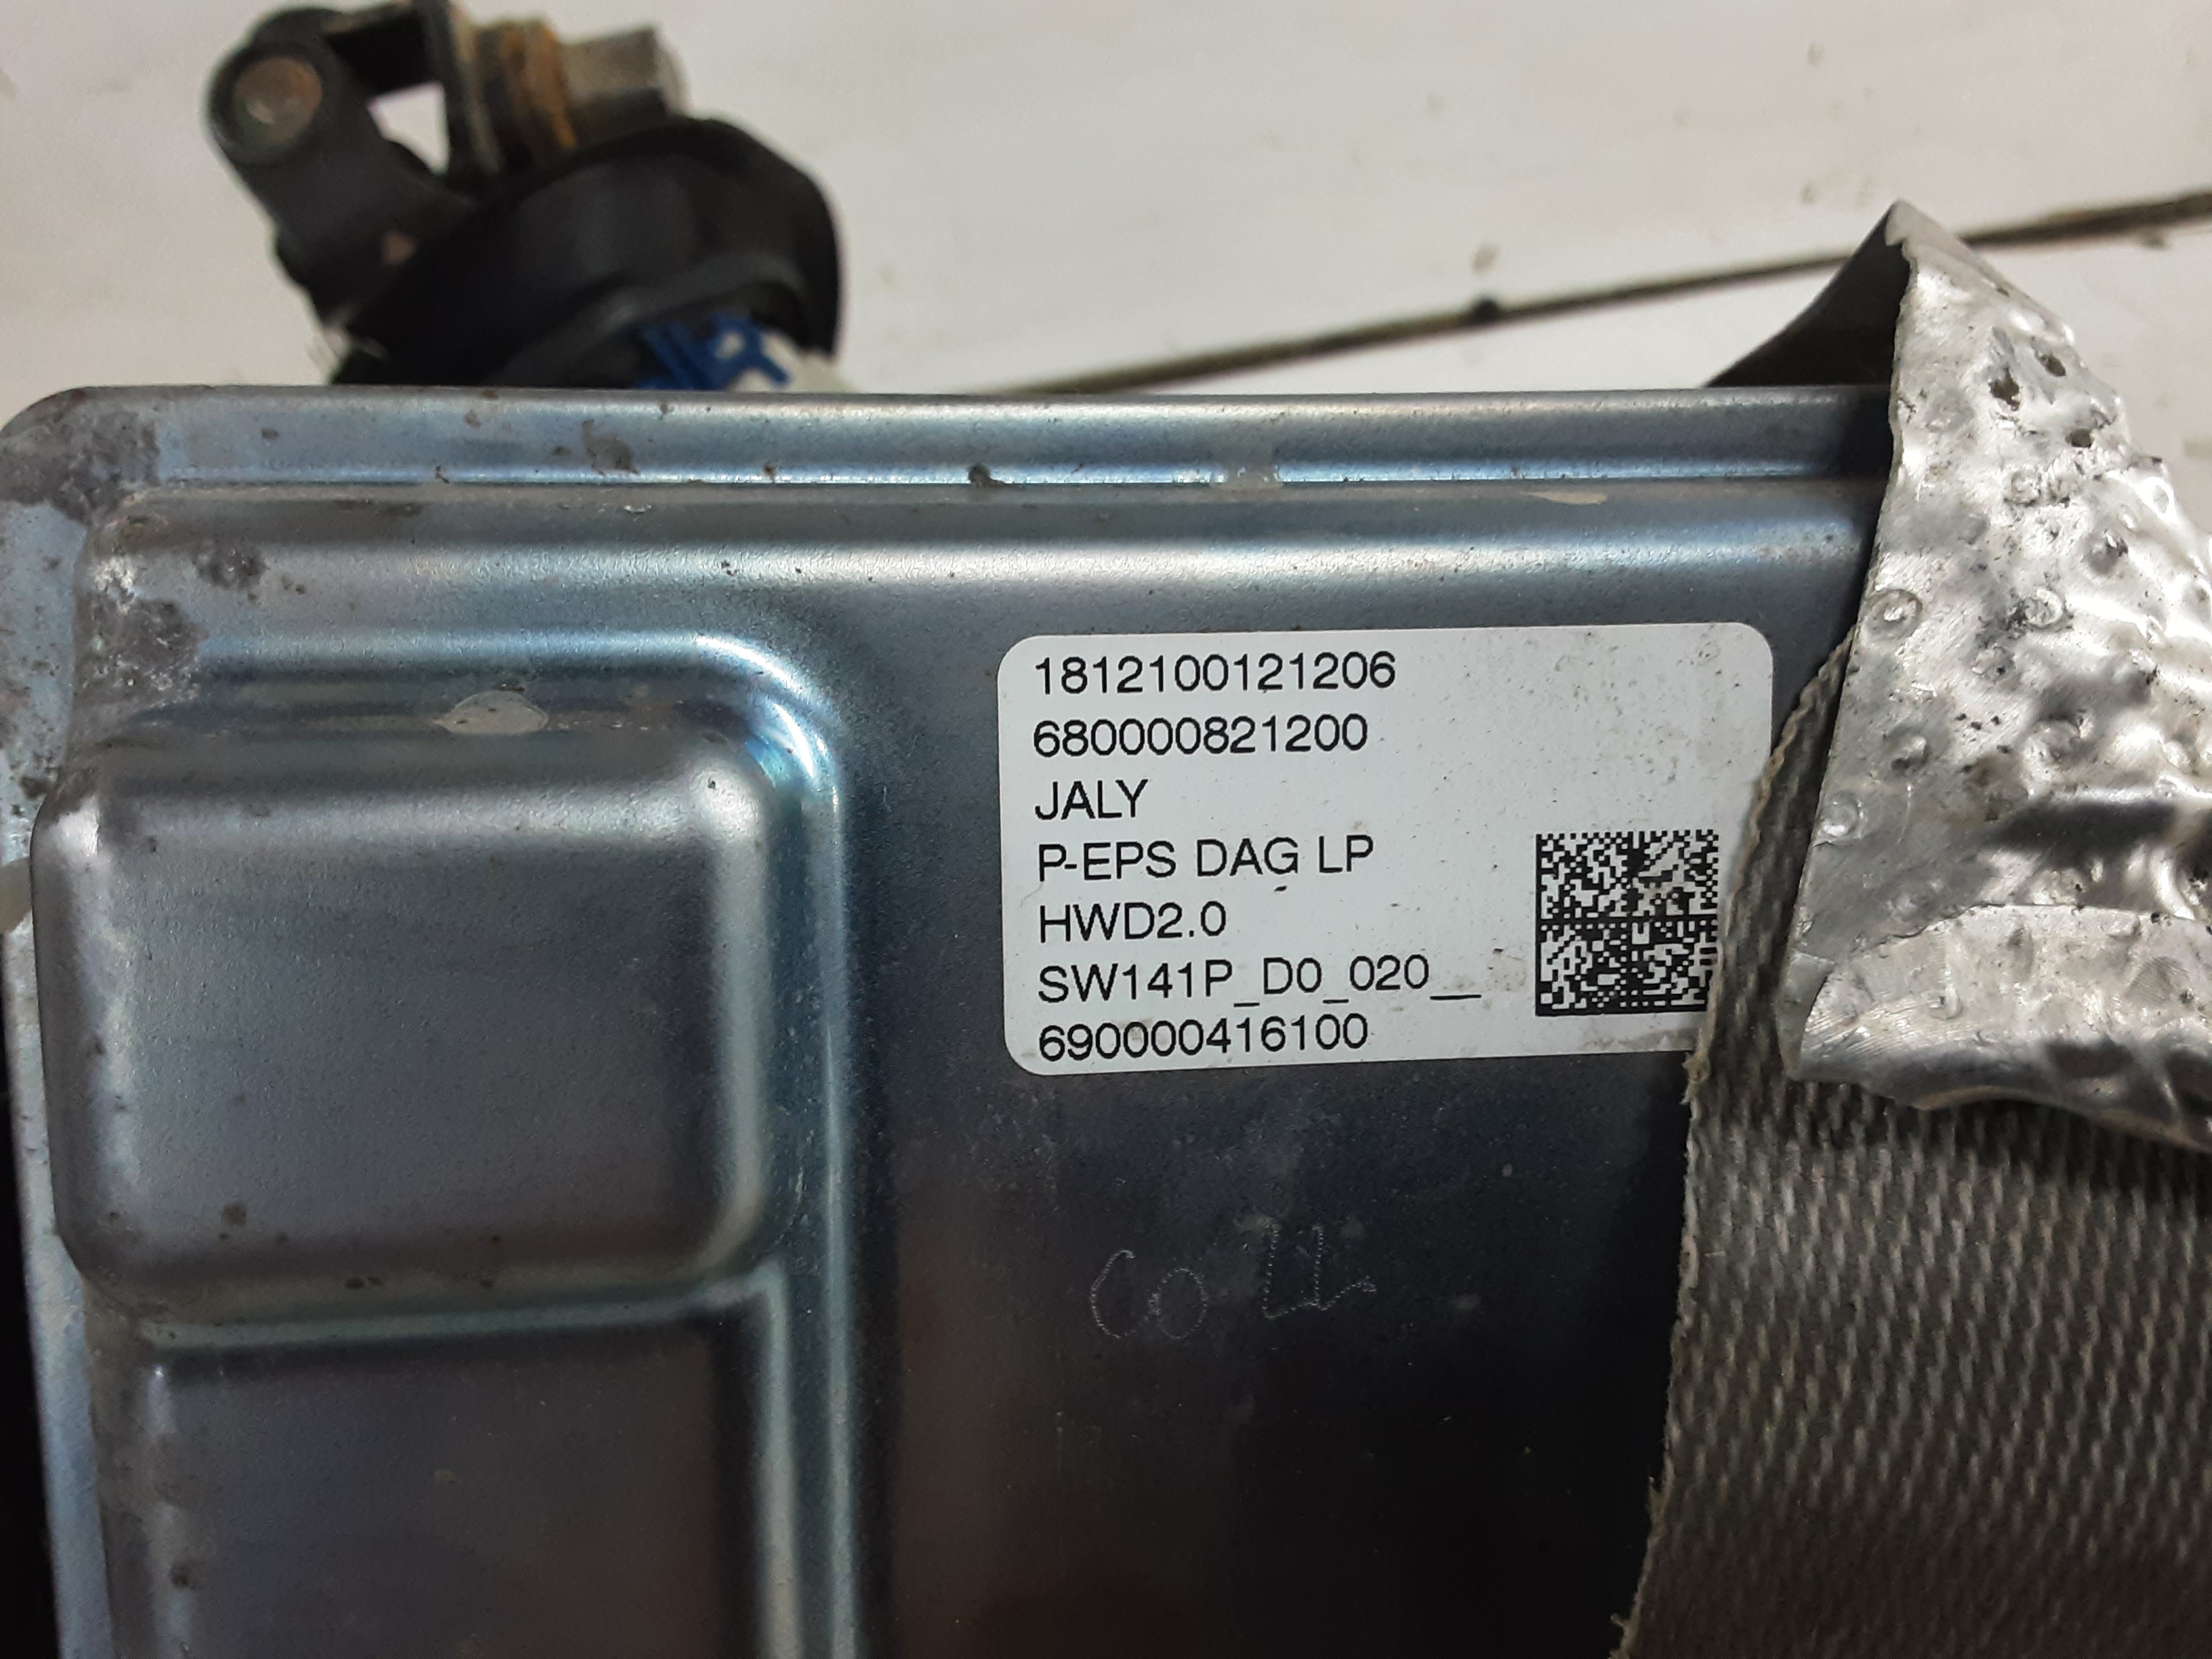 1812100121206
680000821200
JALY
P-EPS DAG LP
HWD2.0
SW141P_D0_020__
690000416100